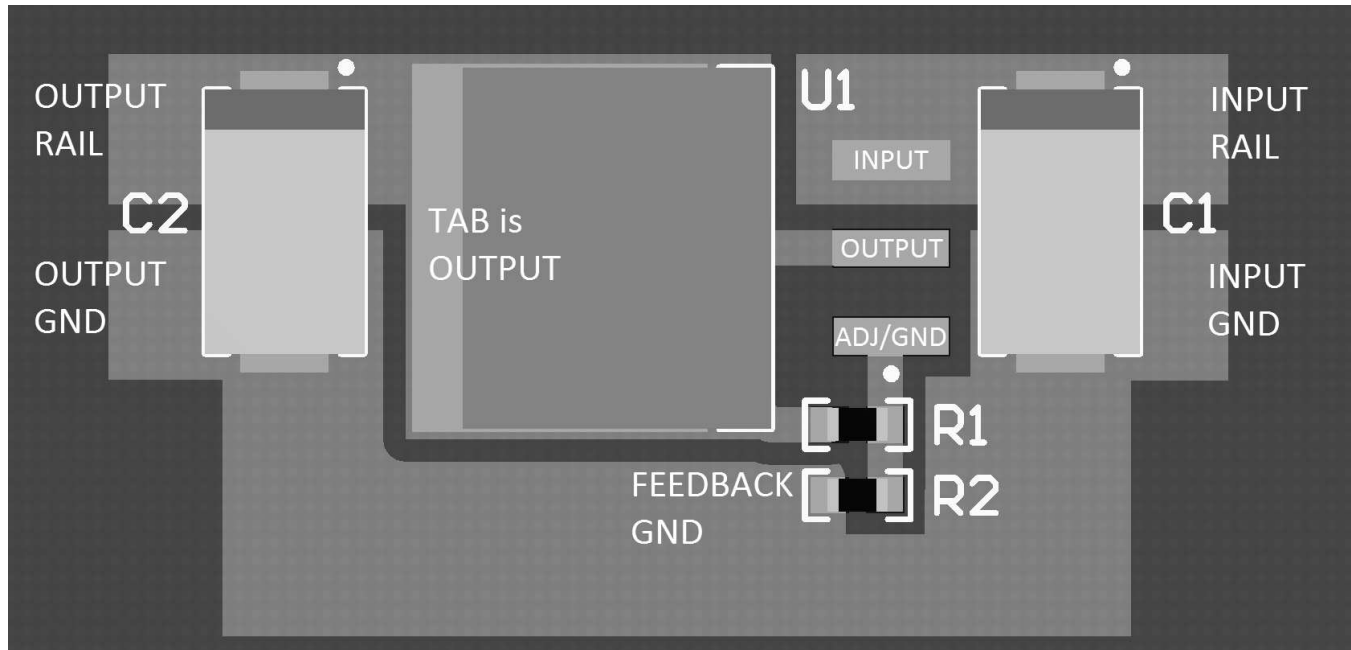 OUTPUT
RAIL
C2
OUTPUT
GND
TAB is
OUTPUT
U1
INPUT
OUTPUT
ADJ/GND
INPUT
RAIL
C1
INPUT
GND
R1
FEEDBACK
GND
R2